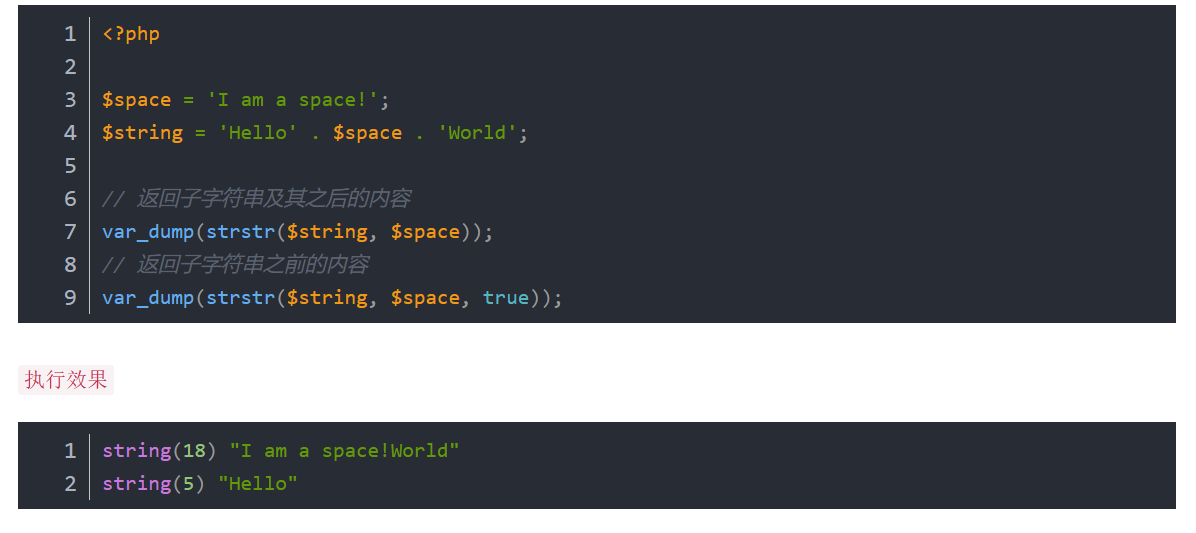 1 <?php
2
3 $space = 'I am a space!';
4 $string = 'Hello' . $space . 'World';
5
6 // 返回子字符串及其之后的内容
7 var_dump(strstr($string, $space));
8 // 返回子字符串之前的内容
9 var_dump(strstr($string, $space, true));
执行效果
1 string(18) "I am a space!World"
2 string(5) "Hello"